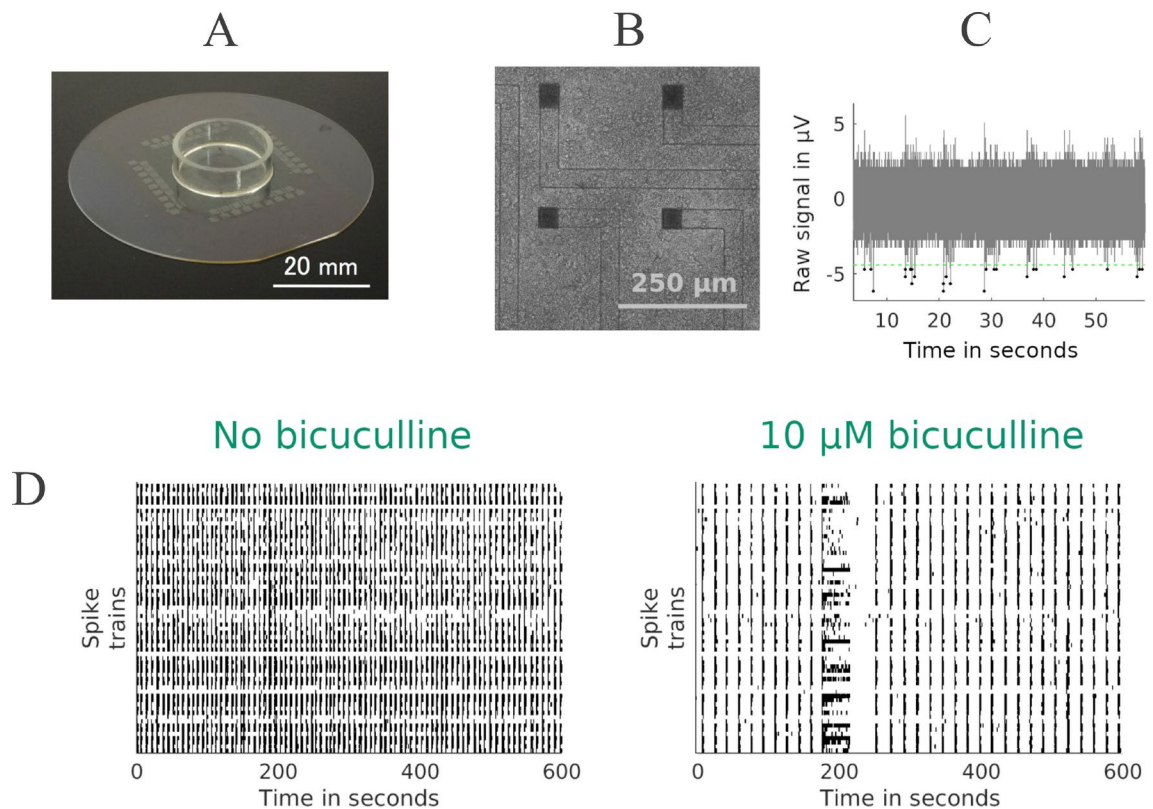 A
B
C
20 mm
250 μm
Raw signal in μV
5
0
-5
10 20 30 40 50
Time in seconds
No bicuculline
10 μM bicuculline
D
Spike
trains
0 200 400 600
Time in seconds
Spike
trains
0 200 400 600
Time in seconds